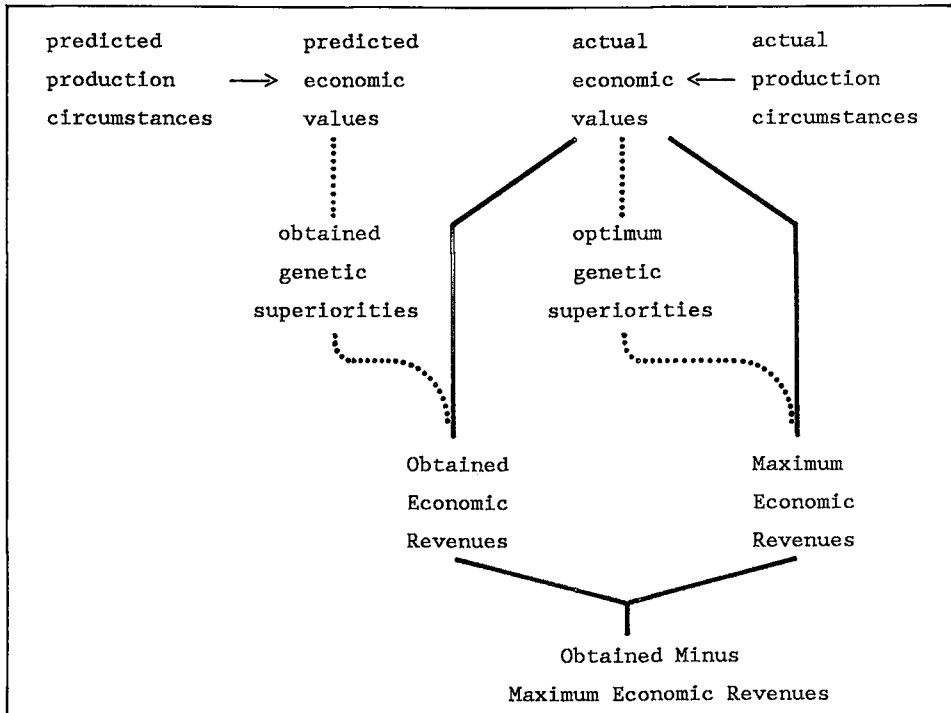 predicted predicted actual actual
production economic economic production
circumstances values values circumstances
obtained optimum
genetic genetic
superiorities superiorities
Obtained Maximum
Economic Economic
Revenues Revenues
Obtained Minus
Maximum Economic Revenues